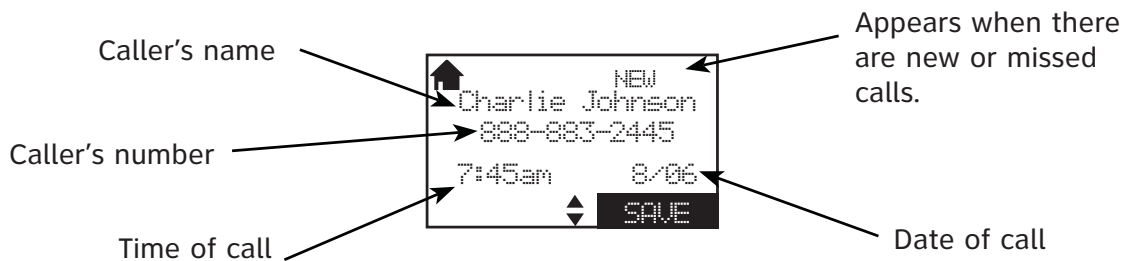 Caller's name
Appears when there
are new or missed
calls.
NEW
Charlie Johnson
888-883-2445
Caller's number
7:45am 8/06
SAVE
Time of call
Date of call